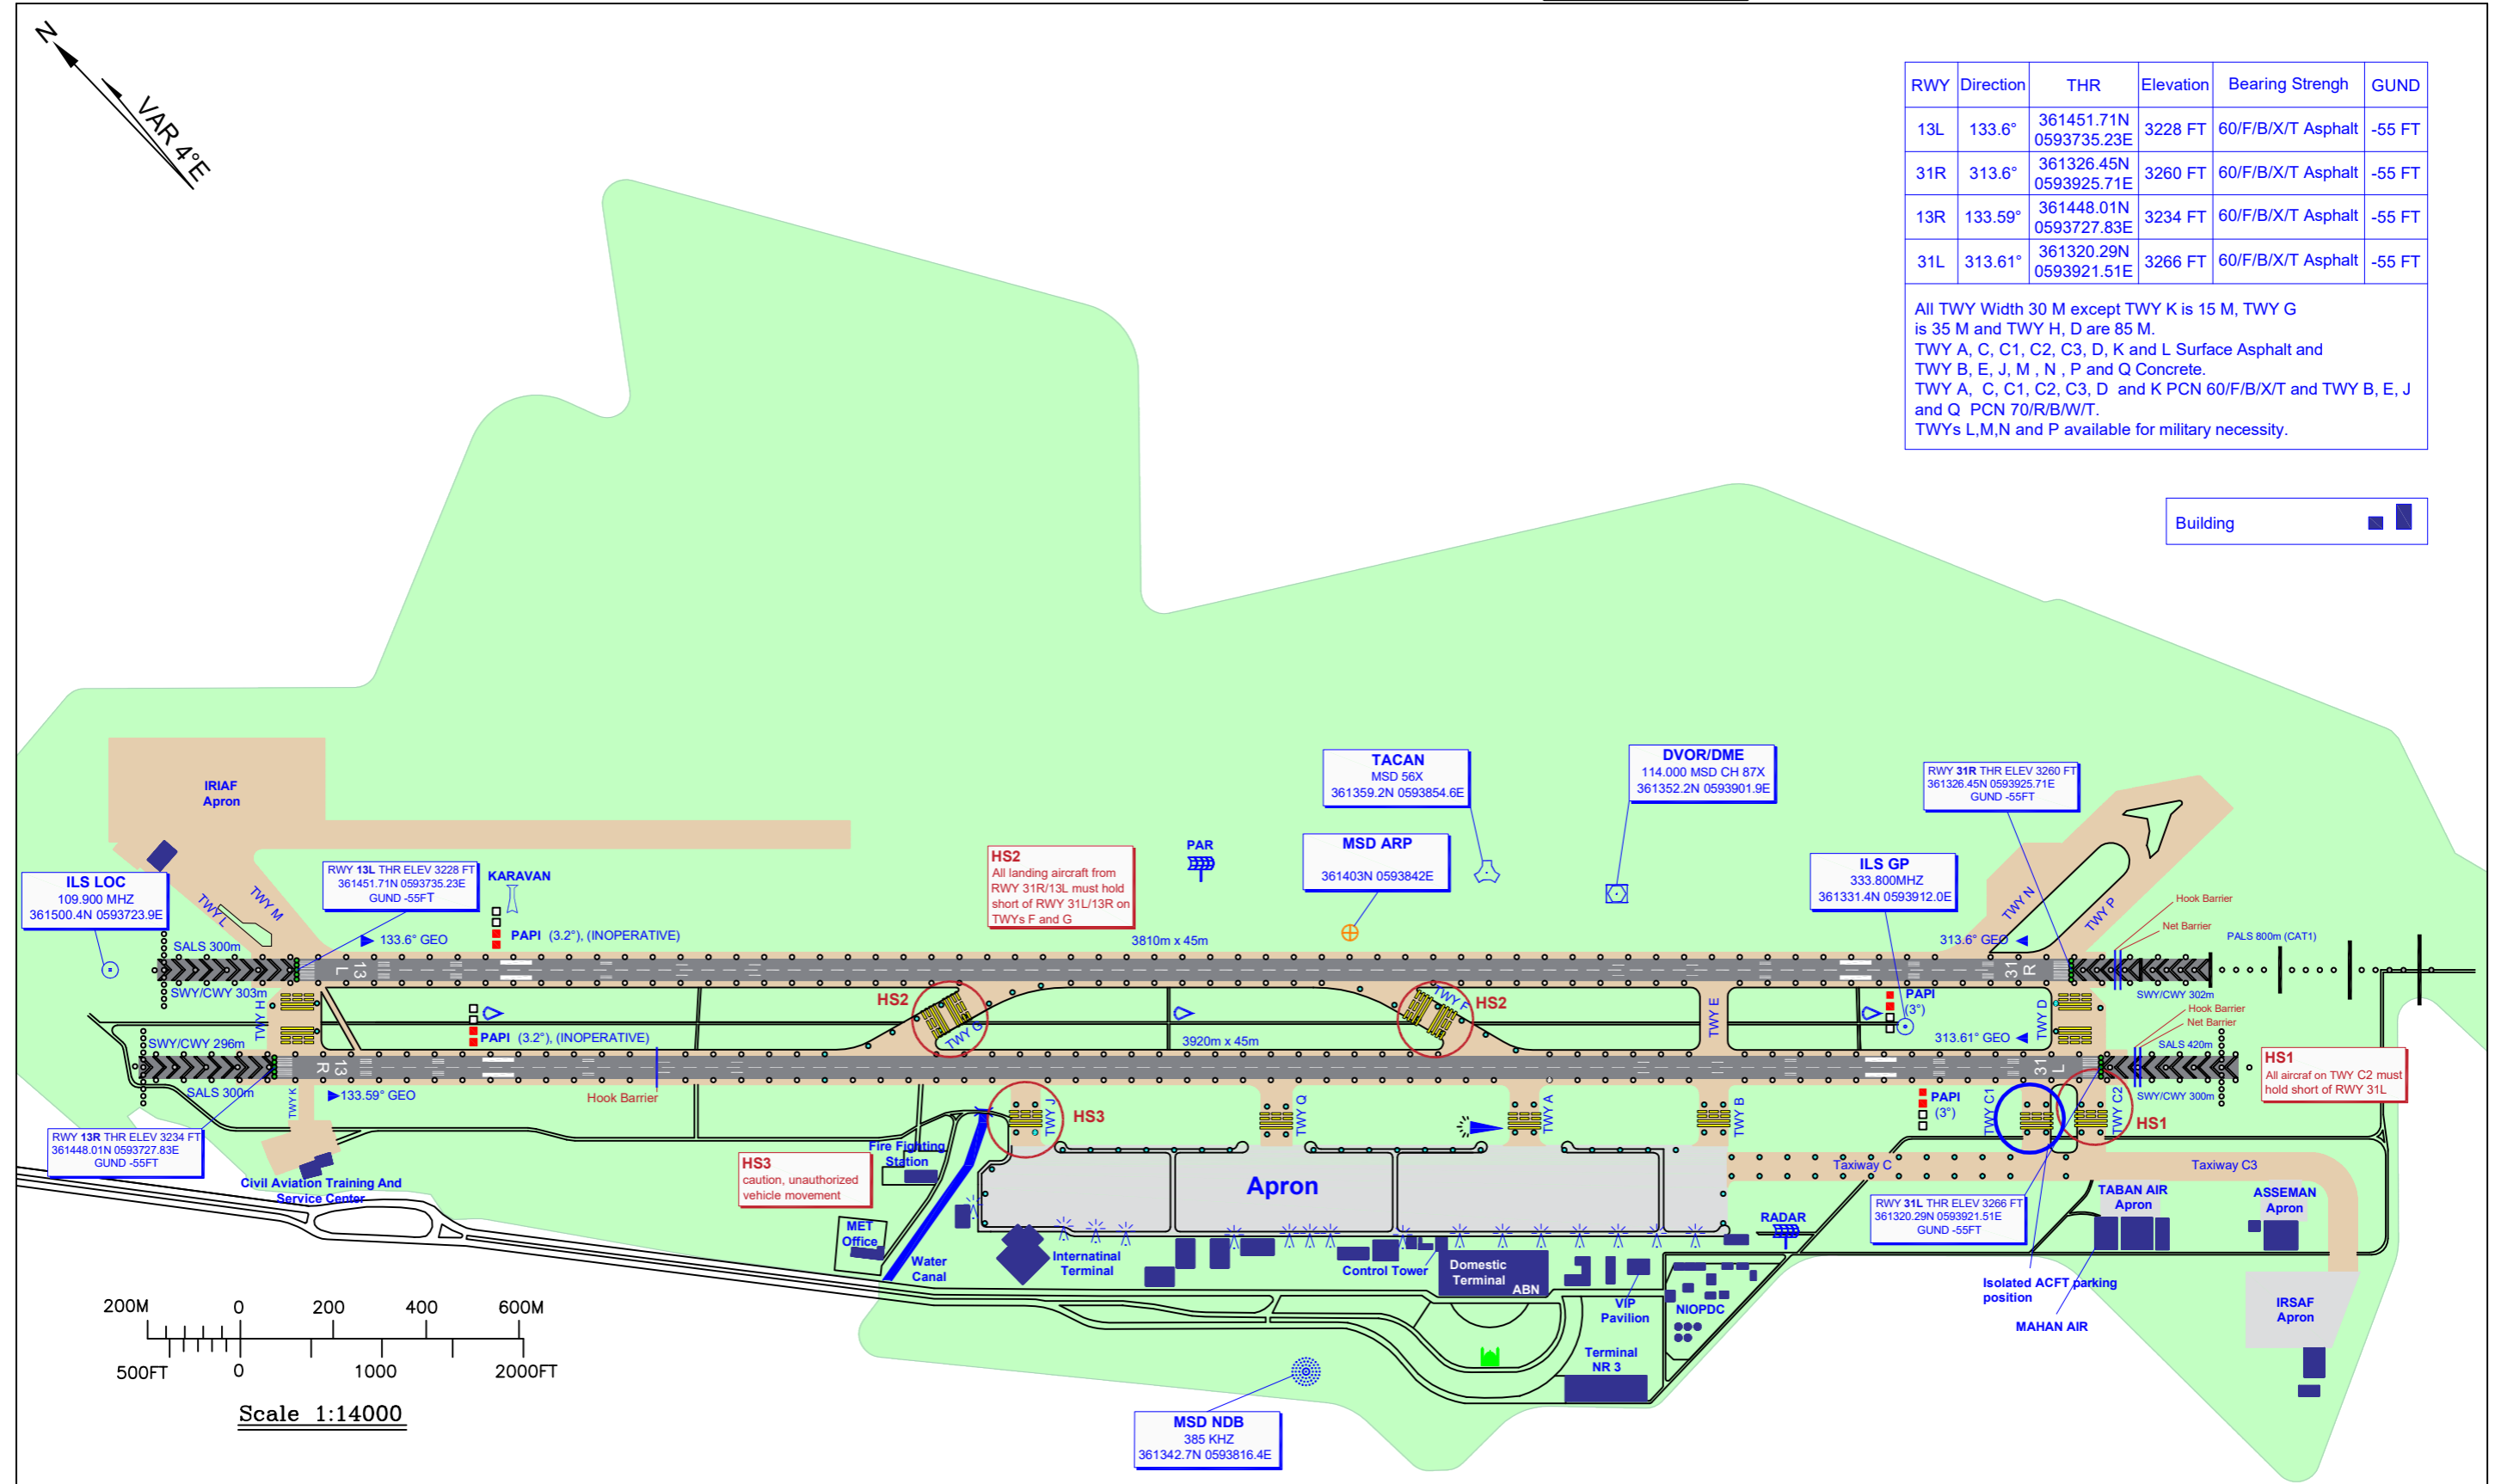 N
VAR 4°E
RWY Direction THR Elevation Bearing Strengh GUND
13L 133.6° 361451.71N 0593735.23E 3228 FT 60/F/B/X/T Asphalt -55 FT
31R 313.6° 361326.45N 0593925.71E 3260 FT 60/F/B/X/T Asphalt -55 FT
13R 133.59° 361448.01N 0593727.83E 3234 FT 60/F/B/X/T Asphalt -55 FT
31L 313.61° 361320.29N 0593921.51E 3266 FT 60/F/B/X/T Asphalt -55 FT
All TWY Width 30 M except TWY K is 15 M, TWY G
is 35 M and TWY H, D are 85 M.
TWY A, C, C1, C2, C3, D, K and L Surface Asphalt and
TWY B, E, J, M , N , P and Q Concrete.
TWY A, C, C1, C2, C3, D and K PCN 60/F/B/X/T and TWY B, E, J
and Q PCN 70/R/B/W/T.
TWYs L,M,N and P available for military necessity.
Building
IRIAF
Apron
TACAN
MSD 56X
361359.2N 0593854.6E
DVOR/DME
114.000 MSD CH 87X
361352.2N 0593901.9E
RWY 31R THR ELEV 3260 FT
361326.45N 0593925.71E
GUND -55FT
PAR
MSD ARP
361403N 0593842E
HS2
All landing aircraft from
RWY 31R/13L must hold
short of RWY 31L/13R on
TWYs F and G
ILS GP
333.800MHZ
361331.4N 0593912.0E
ILS LOC
109.900 MHZ
361500.4N 0593723.9E
RWY 13L THR ELEV 3228 FT
361451.71N 0593735.23E
GUND -55FT
KARAVAN
TWY L
TWY M
TWY N
TWY P
Hook Barrier
Net Barrier
PALS 800m (CAT1)
SALS 300m
133.6° GEO
PAPI (3.2°), (INOPERATIVE)
3810m x 45m
313.6° GEO
13
L
31
R
SWY/CWY 303m
SWY/CWY 302m
TWY H
HS2
TWY G
TWY F
HS2
TWY E
PAPI
(3°)
TWY D
Hook Barrier
Net Barrier
SALS 420m
SWY/CWY 296m
PAPI (3.2°), (INOPERATIVE)
3920m x 45m
313.61° GEO
13
R
31
L
HS1
All aircraf on TWY C2 must
hold short of RWY 31L
SALS 300m
TWY K
133.59° GEO
Hook Barrier
PAPI
(3°)
SWY/CWY 300m
TWY J
HS3
TWY Q
TWY A
TWY B
TWY C1
TWY C2
HS1
RWY 13R THR ELEV 3234 FT
361448.01N 0593727.83E
GUND -55FT
Civil Aviation Training And
Service Center
Fire Fighting
Station
HS3
caution, unauthorized
vehicle movement
Apron
Taxiway C
Taxiway C3
RWY 31L THR ELEV 3266 FT
361320.29N 0593921.51E
GUND -55FT
TABAN AIR
Apron
ASSEMAN
Apron
MET
Office
RADAR
Water
Canal
Internatinal
Terminal
Control Tower
Domestic
Terminal
ABN
VIP
Pavilion
NIOPDC
Isolated ACFT parking
position
MAHAN AIR
IRSAF
Apron
Terminal
NR 3
200M 0 200 400 600M
500FT 0 1000 2000FT
Scale 1:14000
MSD NDB
385 KHZ
361342.7N 0593816.4E